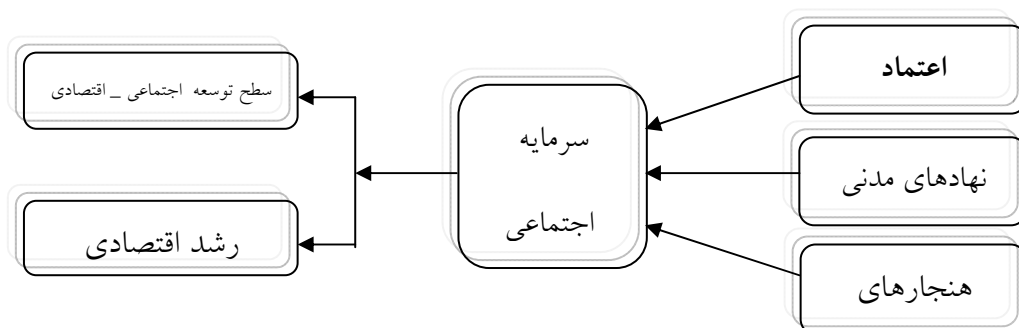 اعتماد
نهادهای مدنی
هنجارهای
سرمایه
اجتماعی
سطح توسعه اجتماعی _ اقتصادی
رشد اقتصادی